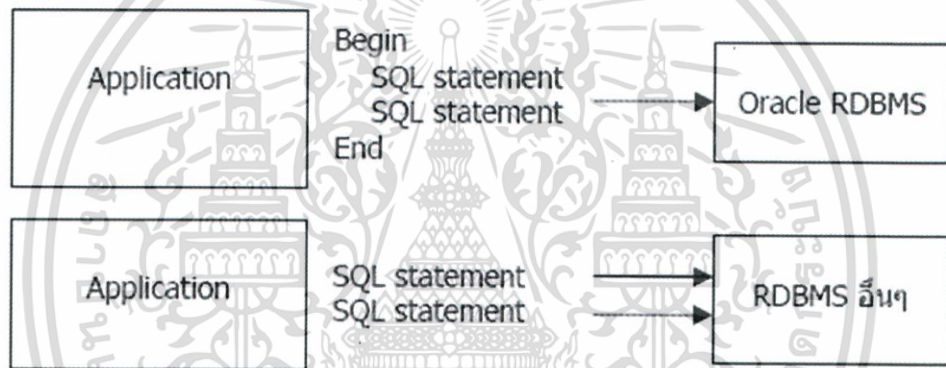 Application
Begin
SQL statement
SQL statement
End
Oracle RDBMS
Application
SQL statement
SQL statement
RDBMS อื่นๆ